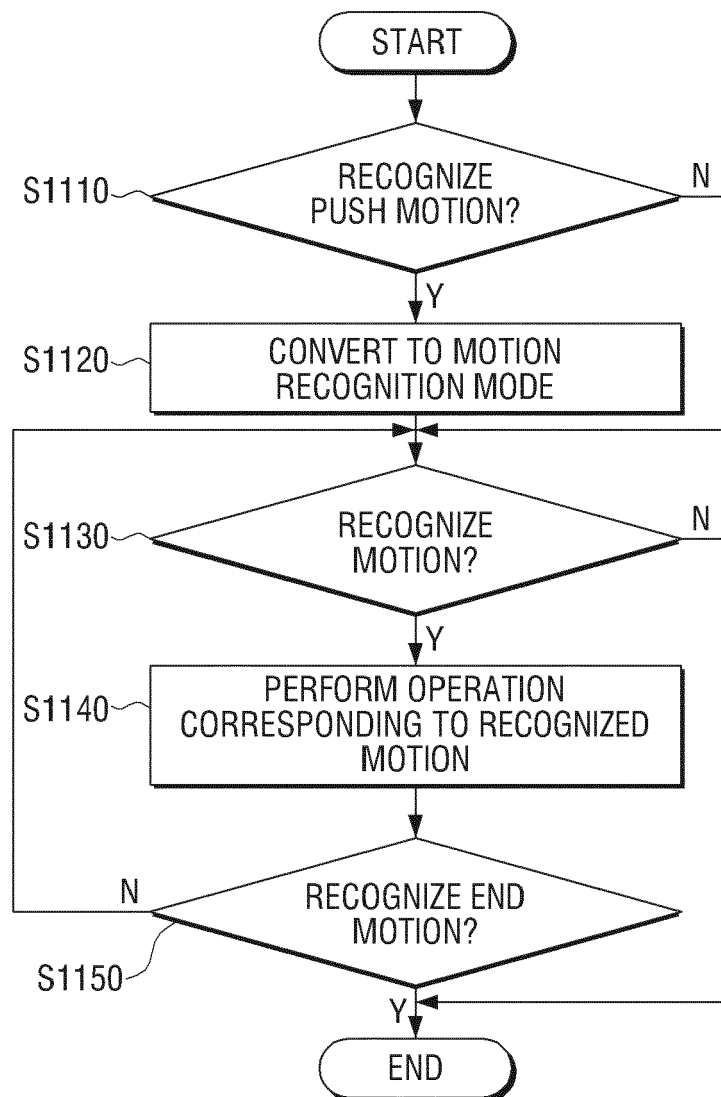 START
S1110
RECOGNIZE
PUSH MOTION?
N
Y
S1120
CONVERT TO MOTION
RECOGNITION MODE
S1130
RECOGNIZE
MOTION?
N
Y
S1140
PERFORM OPERATION
CORRESPONDING TO RECOGNIZED
MOTION
N
RECOGNIZE END
MOTION?
S1150
Y
END